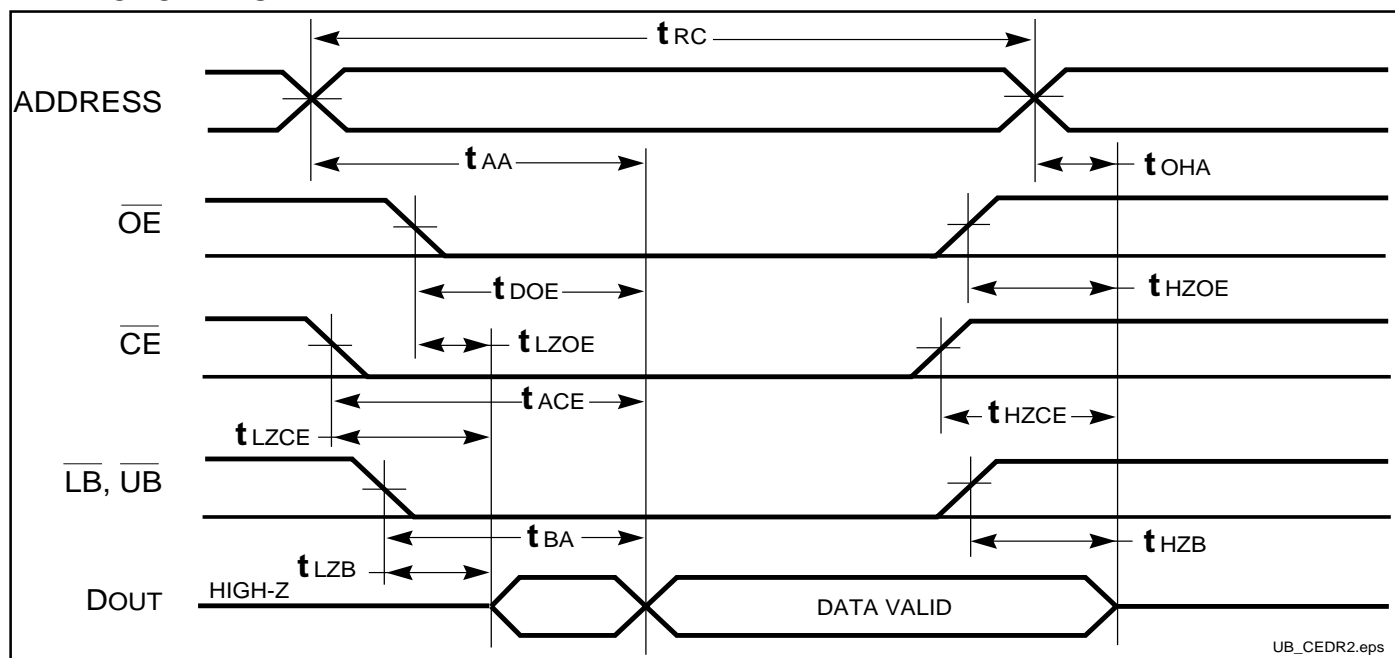 tRC
ADDRESS
tAA
tOHA
OE
tDOE
tHZOE
CE
tLZOE
tACE
tHZCE
tLZCE
LB, UB
tBA
tHZB
tLZB
DOUT
HIGH-Z
DATA VALID
UB_CEDR2.eps